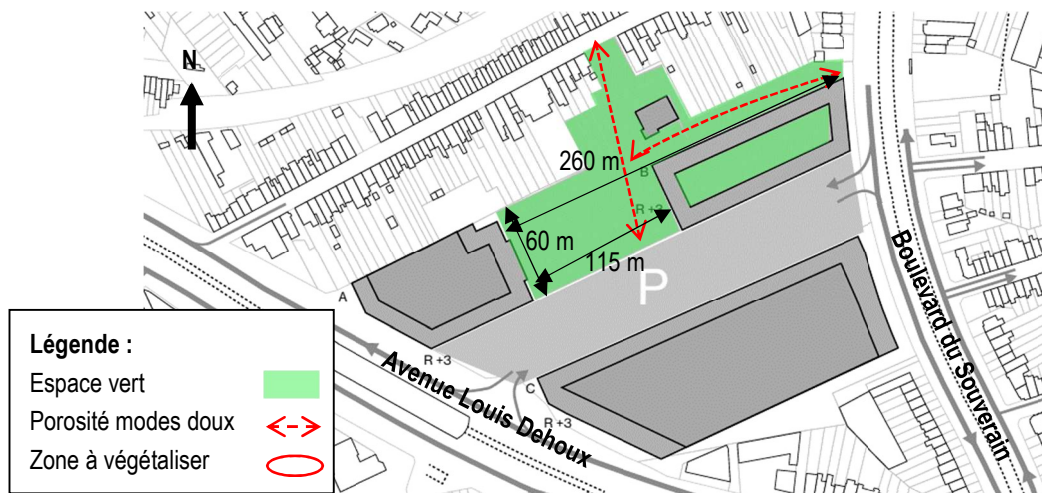 N
260 m
B
R +3
60 m
115 m
P
A
R +3
C
R +3
Avenue Louis Dehoux
Boulevard du Souverain
Légende :
Espace vert
Porosité modes doux
Zone à végétaliser